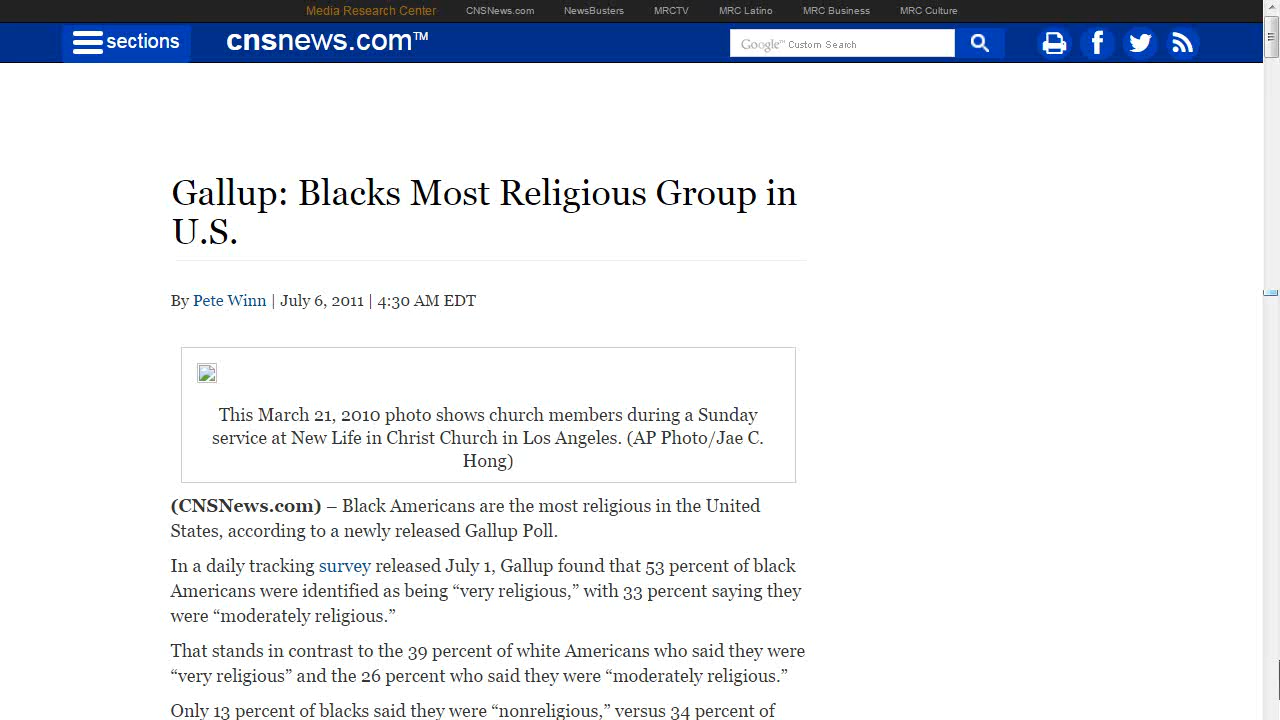 Media Research Center CNSNews.com NewsBusters MRCTV MRC Latino MRC Business MRC Culture
sections cnsnews.com™ Google™ Custom Search
Gallup: Blacks Most Religious Group in
U.S.
By Pete Winn | July 6, 2011 | 4:30 AM EDT
This March 21, 2010 photo shows church members during a Sunday
service at New Life in Christ Church in Los Angeles. (AP Photo/Jae C.
Hong)
(CNSNews.com) – Black Americans are the most religious in the United
States, according to a newly released Gallup Poll.
In a daily tracking survey released July 1, Gallup found that 53 percent of black
Americans were identified as being “very religious,” with 33 percent saying they
were “moderately religious.”
That stands in contrast to the 39 percent of white Americans who said they were
“very religious” and the 26 percent who said they were “moderately religious.”
Only 13 percent of blacks said they were “nonreligious,” versus 34 percent of